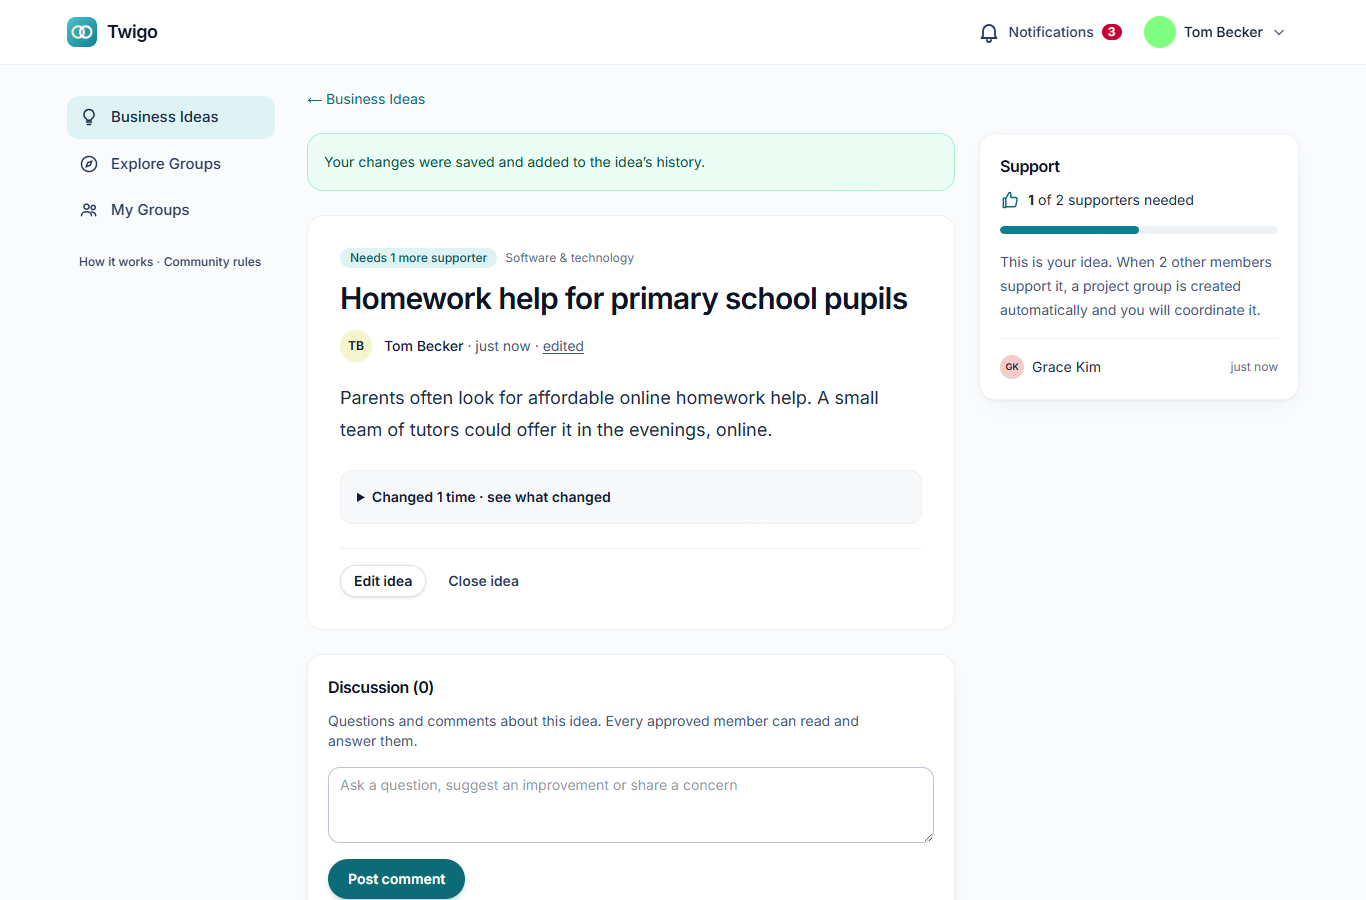 Twigo
Notifications 3
Tom Becker
Business Ideas
Explore Groups
My Groups
How it works · Community rules
← Business Ideas
Your changes were saved and added to the idea’s history.
Needs 1 more supporter Software & technology
Homework help for primary school pupils
TB Tom Becker · just now · edited
Parents often look for affordable online homework help. A small
team of tutors could offer it in the evenings, online.
Changed 1 time · see what changed
Edit idea Close idea
Discussion (0)
Questions and comments about this idea. Every approved member can read and
answer them.
Ask a question, suggest an improvement or share a concern
Post comment
Support
1 of 2 supporters needed
This is your idea. When 2 other members
support it, a project group is created
automatically and you will coordinate it.
GK Grace Kim just now